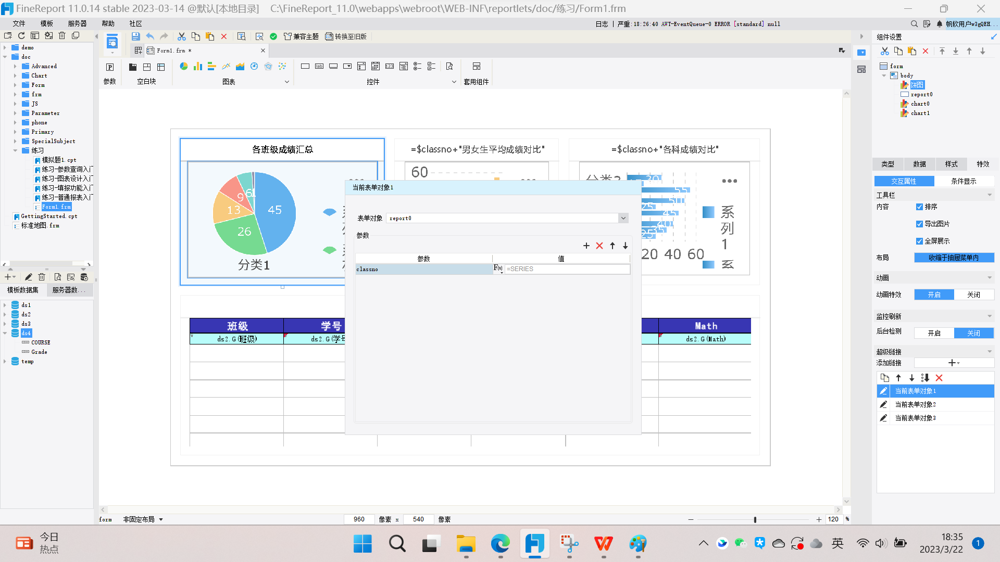 FineReport 11.0.14 stable 2023-03-14 @默认[本地目录] C:\FineReport_11.0\webapps\webroot\WEB-INF\reportlets/doc/练习/Form1.frm
文件 模板 服务器 帮助 社区
日志 | 严重:18:26:40 AWT-EventQueue-0 ERROR [standard] null
帆软用户w3gQEH...
兼容主题 转换至旧版
Form1.frm *
参数 空白块 图表 控件 套用组件
demo
doc
Advanced
Chart
Form
frm
JS
Parameter
phone
Primary
SpecialSubject
练习
模拟题1.cpt
练习-参数查询入门
练习-图表设计入门
练习-填报功能入门
练习-普通报表入门
Form1.frm
GettingStarted.cpt
标准地图.frm
模板数据集 服务器数...
ds1
ds2
ds3
ds4
COURSE
Grade
temp
各班级成绩汇总
45
26
13
9
6
分类1
=$classno+"男女生平均成绩对比"
60
=$classno+"各科成绩对比"
30
55
50
25
45
40
35
25
20 40 60
系
列
1
系
当前表单对象1
表单对象 report0
参数
参数 值
classno F(x) =SERIES
班级 学号 Math
ds2.G(班级) ds2.G(学号 ds2.G(Math)
form 非固定布局 960 像素 x 540 像素 120 %
组件设置
form
body
饼图
report0
chart0
chart1
类型 数据 样式 特效
交互属性 条件显示
工具栏
内容 排序
导出图片
全屏展示
布局 收缩于抽屉菜单内
动画
动画特效 开启 关闭
监控刷新
后台检测 开启 关闭
超级链接
添加链接
当前表单对象1
当前表单对象2
当前表单对象3
今日
热点
英
18:35
2023/3/22
1